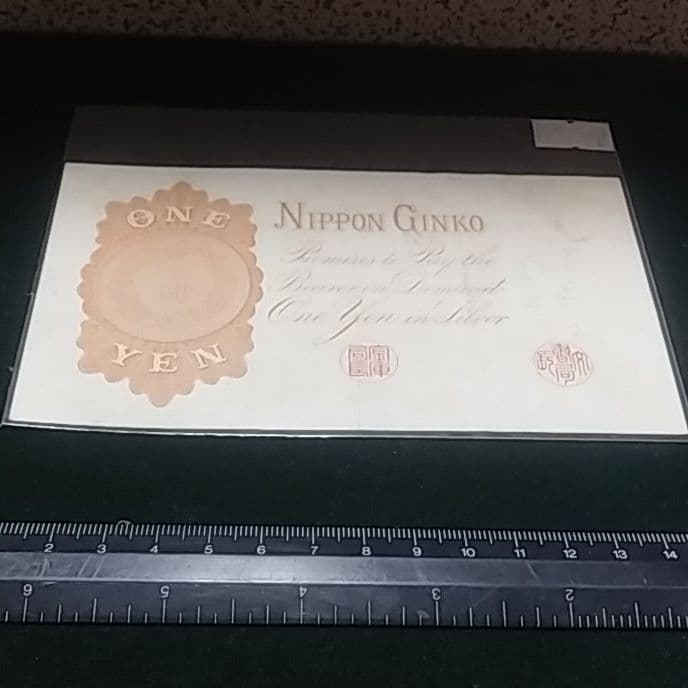 ONE
YEN
NIPPON GINKO
Promises to Pay the
Bearer on Demand
One Yen in Silver
2 3 4 5 6 7 8 9 10 11 12 13 14
6 5 4 3 2